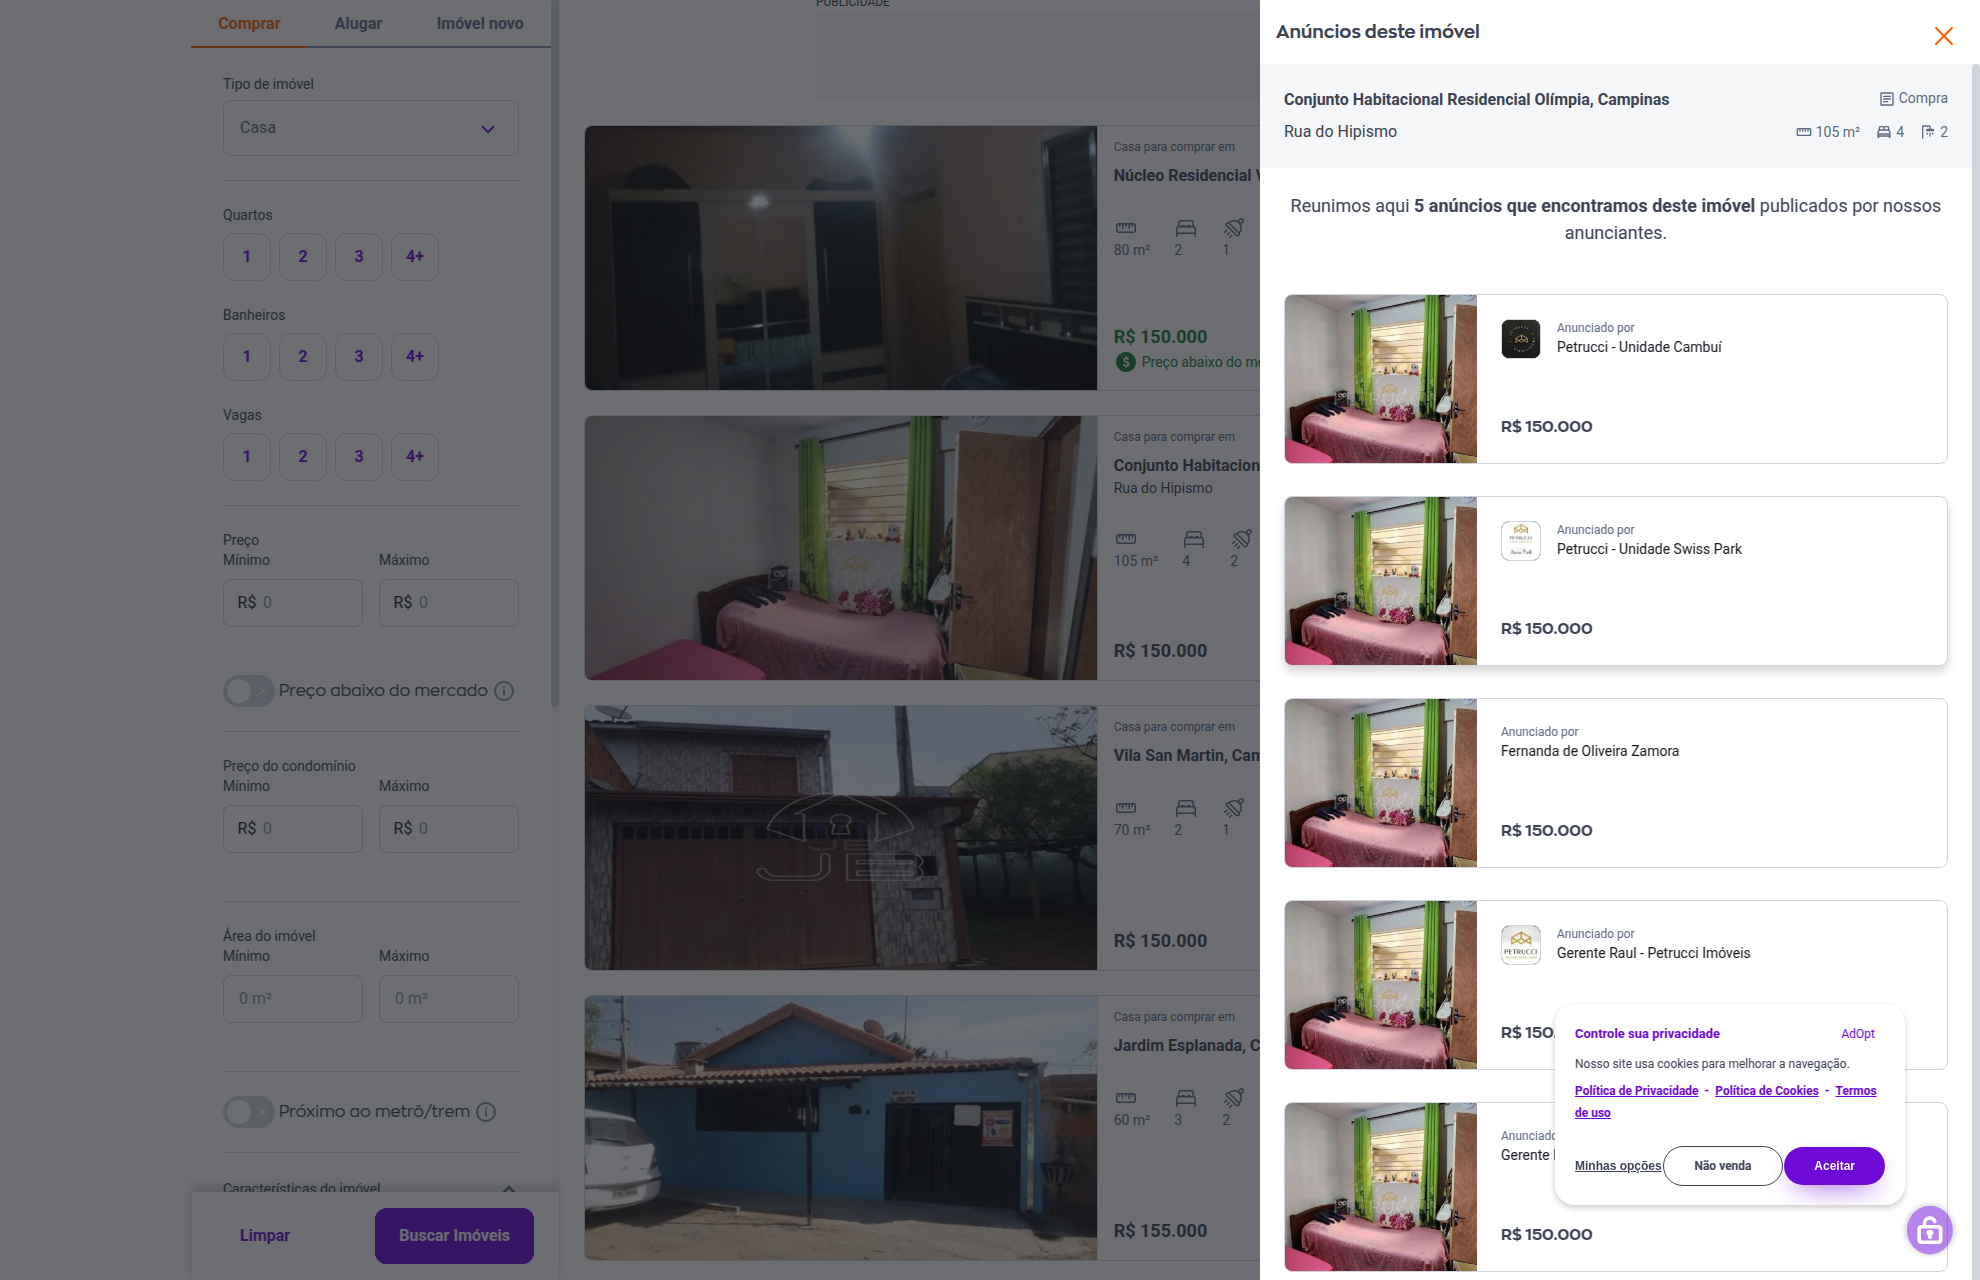 Comprar
Alugar
Imóvel novo
Tipo de imóvel
Casa
Quartos
1
2
3
4+
Banheiros
1
2
3
4+
Vagas
1
2
3
4+
Preço
Mínimo
Máximo
R$ 0
R$ 0
Preço abaixo do mercado
Preço do condomínio
Mínimo
Máximo
R$ 0
R$ 0
Área do imóvel
Mínimo
Máximo
0 m²
0 m²
Próximo ao metrô/trem
Características do imóvel
Limpar
Buscar Imóveis
PUBLICIDADE
Casa para comprar em
Núcleo Residencial
80 m²
2
1
R$ 150.000
Preço abaixo do
Casa para comprar em
Conjunto Habitacion
Rua do Hipismo
105 m²
4
2
R$ 150.000
Casa para comprar em
Vila San Martin, Cam
70 m²
2
1
R$ 150.000
JB
Casa para comprar em
Jardim Esplanada, C
60 m²
3
2
R$ 155.000
Anúncios deste imóvel
Conjunto Habitacional Residencial Olímpia, Campinas
Compra
Rua do Hipismo
105 m²
4
2
Reunimos aqui 5 anúncios que encontramos deste imóvel publicados por nossos
anunciantes.
Anunciado por
Petrucci - Unidade Cambuí
R$ 150.000
PETRUCCI
Swiss Park
Anunciado por
Petrucci - Unidade Swiss Park
R$ 150.000
Anunciado por
Fernanda de Oliveira Zamora
R$ 150.000
PETRUCCI
Anunciado por
Gerente Raul - Petrucci Imóveis
R$ 150.
Anunciado
Gerente
R$ 150.000
Controle sua privacidade
AdOpt
Nosso site usa cookies para melhorar a navegação.
Política de Privacidade - Política de Cookies - Termos
de uso
Minhas opções
Não venda
Aceitar